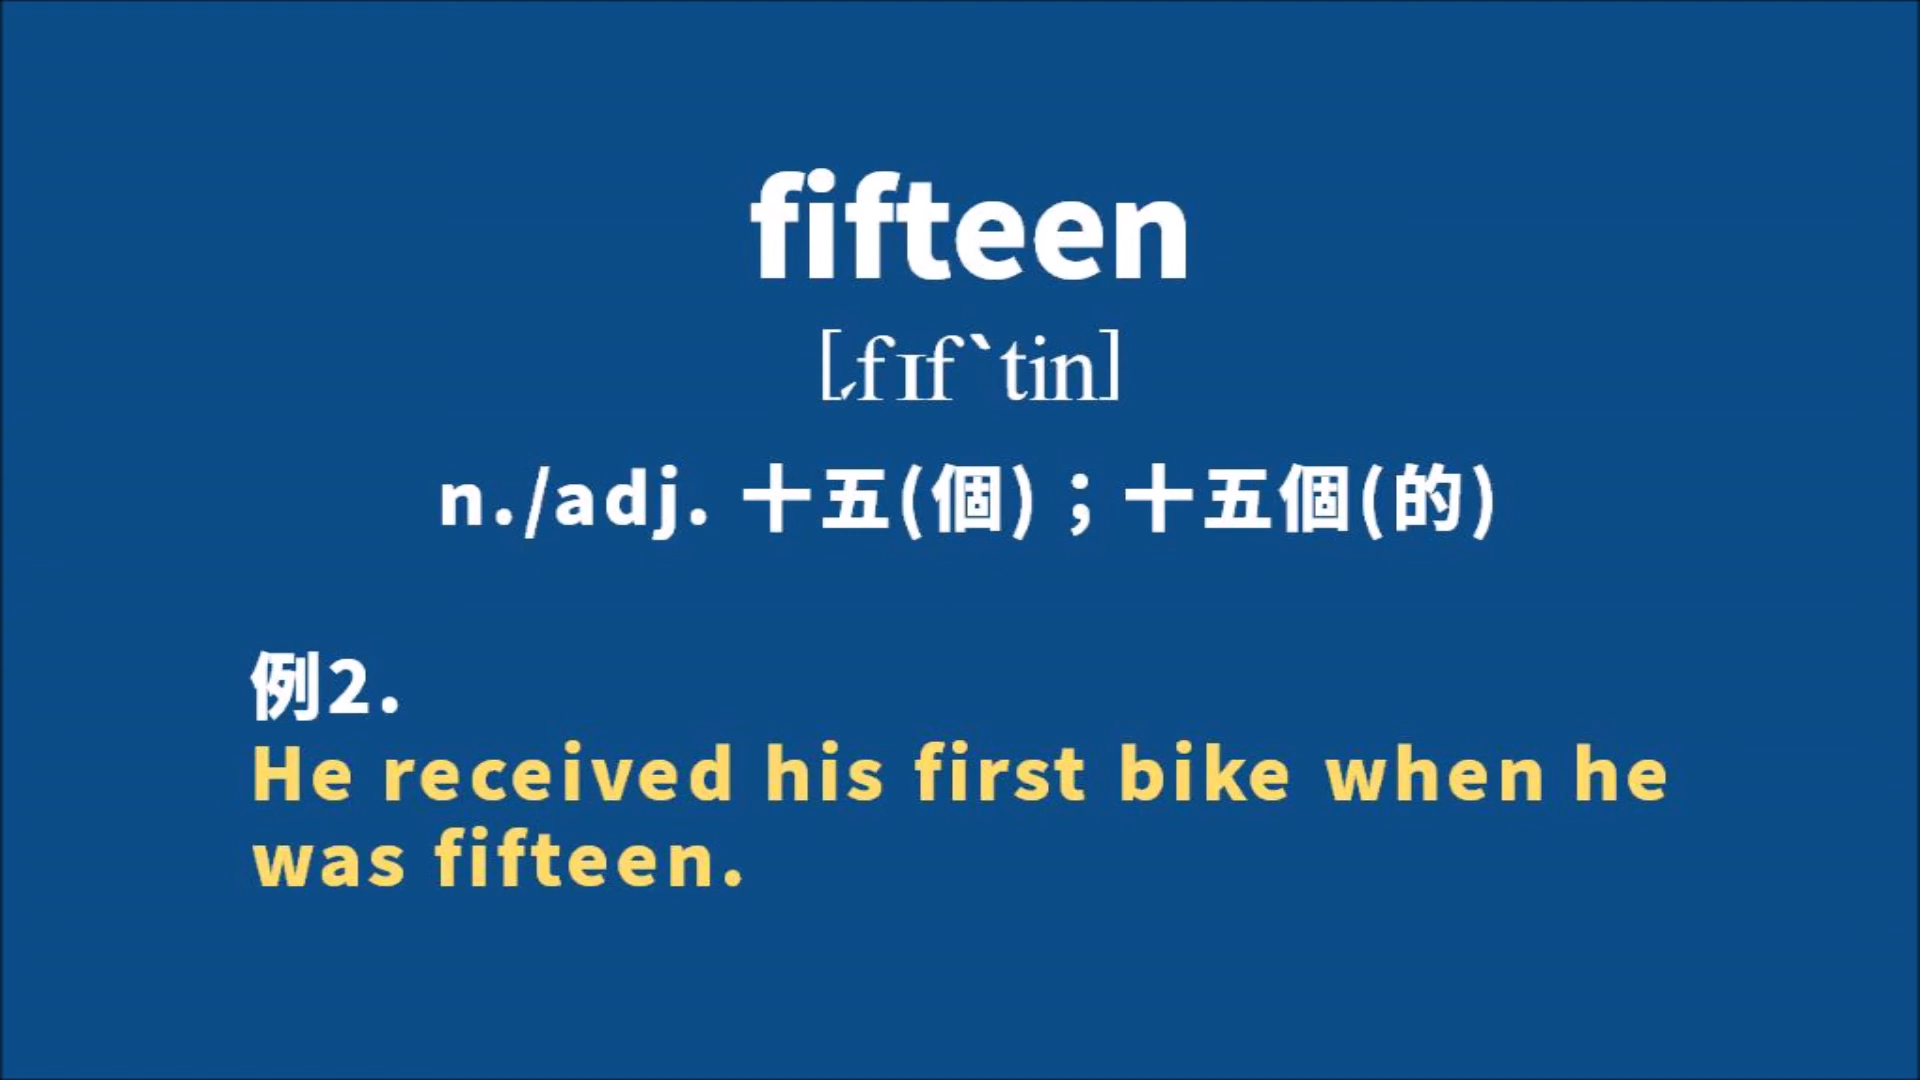 fifteen
[ˏfɪfˋtin]
n./adj. 十五(個)；十五個(的)
例2.
He received his first bike when he
was fifteen.